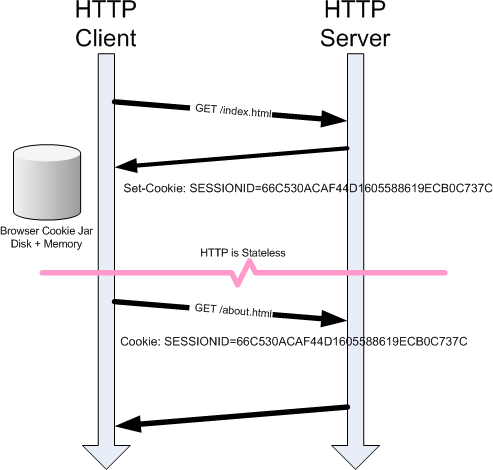 HTTP
Client
HTTP
Server
GET /index.html
Set-Cookie: SESSIONID=66C530ACAF44D1605588619ECB0C737C
Browser Cookie Jar
Disk + Memory
HTTP is Stateless
GET /about.html
Cookie: SESSIONID=66C530ACAF44D1605588619ECB0C737C